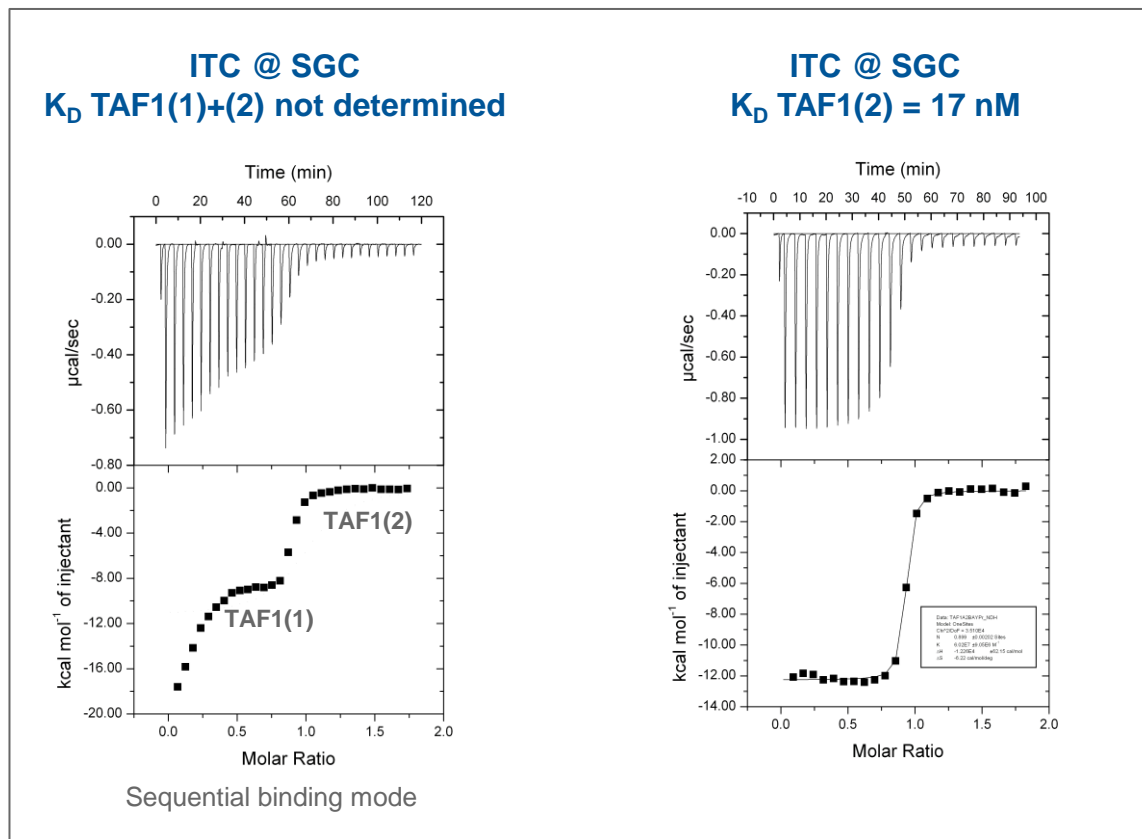 ITC @ SGC
K_D TAF1(1)+(2) not determined
Time (min)
0 20 40 60 80 100 120
0.00
-0.20
-0.40
-0.60
-0.80
µcal/sec
0.00
-4.00
-8.00
-12.00
-16.00
-20.00
kcal mol⁻¹ of injectant
TAF1(2)
TAF1(1)
0.0 0.5 1.0 1.5 2.0
Molar Ratio
Sequential binding mode
ITC @ SGC
K_D TAF1(2) = 17 nM
Time (min)
-10 0 10 20 30 40 50 60 70 80 90 100
0.00
-0.20
-0.40
-0.60
-0.80
-1.00
µcal/sec
2.00
0.00
-2.00
-4.00
-6.00
-8.00
-10.00
-12.00
-14.00
kcal mol⁻¹ of injectant
Model: OneSites
0.0 0.5 1.0 1.5 2.0
Molar Ratio